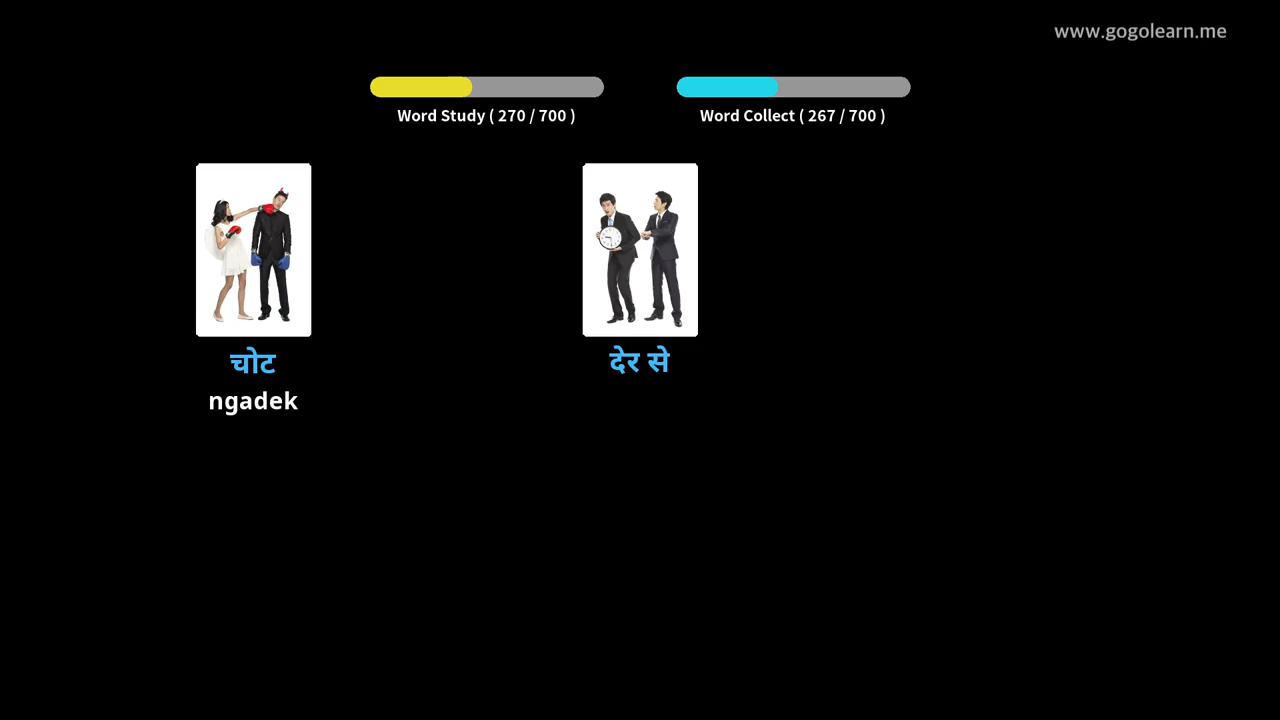 www.gogolearn.me
Word Study ( 270 / 700 )
Word Collect ( 267 / 700 )
चोट
देर से
ngadek